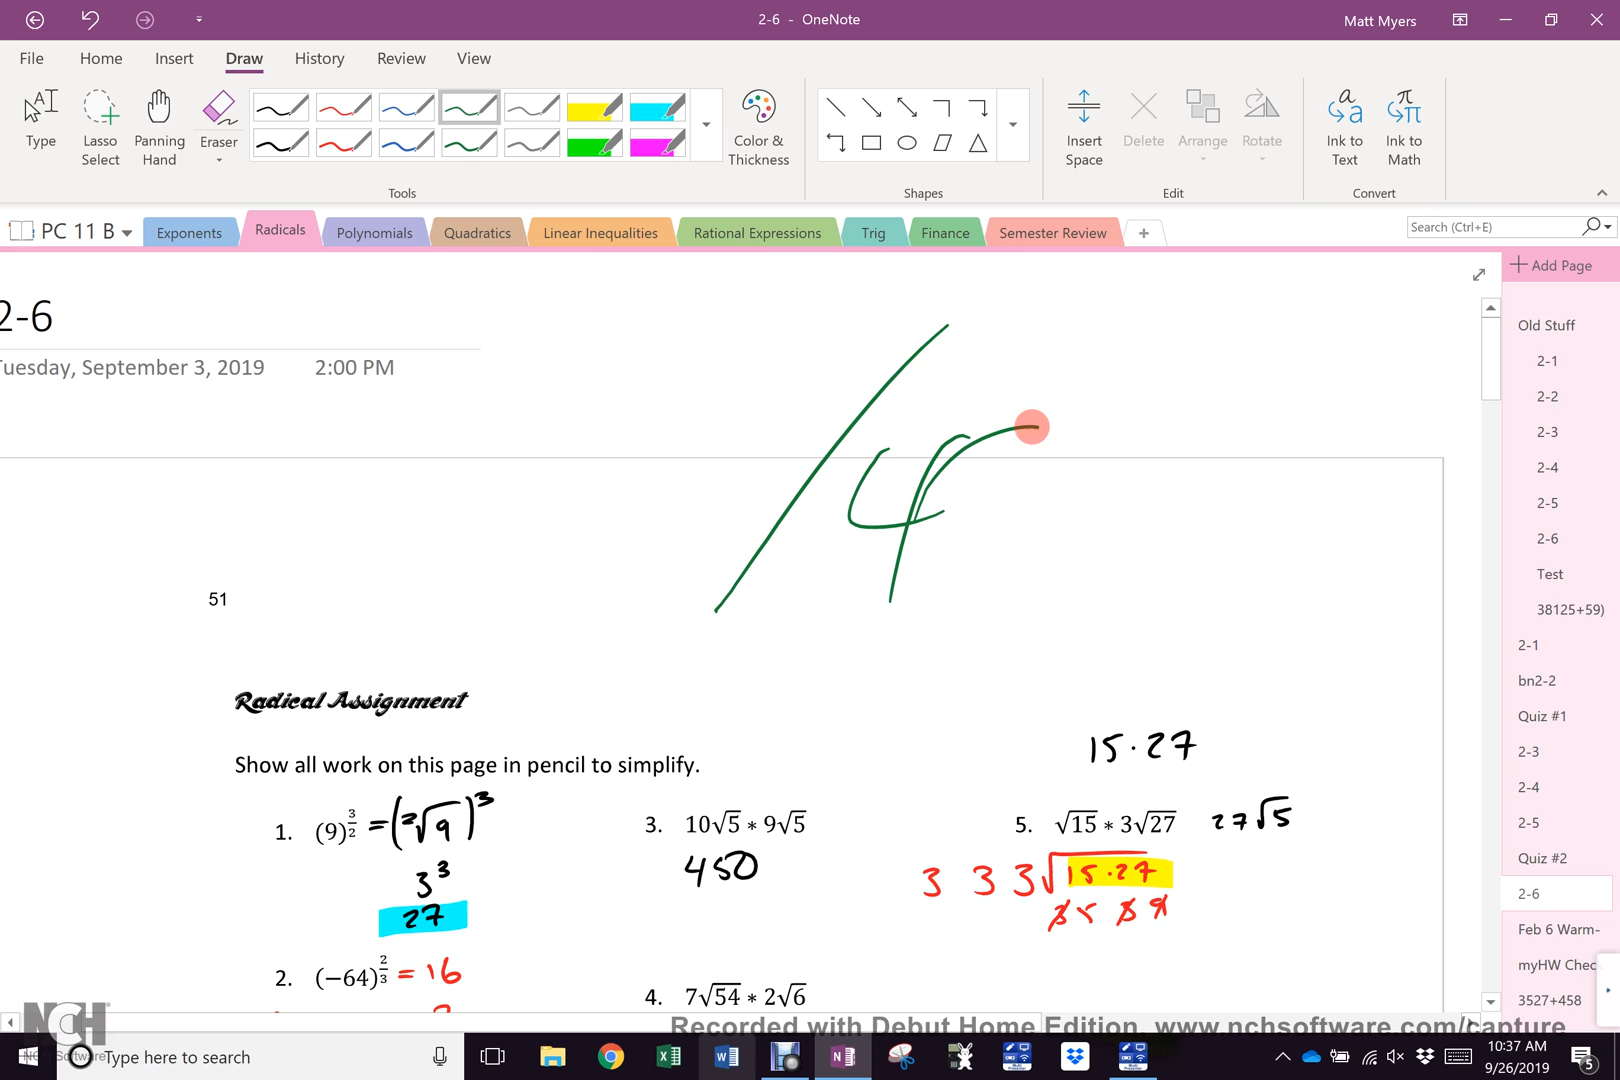 2-6 - OneNote
Matt Myers
File Home Insert Draw History Review View
Type
Lasso Select
Panning Hand
Eraser
Color & Thickness
Insert Space
Delete
Arrange
Rotate
Ink to Text
Ink to Math
Tools
Shapes
Edit
Convert
PC 11 B
Exponents Radicals Polynomials Quadratics Linear Inequalities Rational Expressions Trig Finance Semester Review +
Search (Ctrl+E)
Add Page
Old Stuff
2-1
2-2
2-3
2-4
2-5
2-6
Test
38125+59)
2-1
bn2-2
Quiz #1
2-3
2-4
2-5
Quiz #2
2-6
Feb 6 Warm-
myHW Chec
3527+458
2-6
Tuesday, September 3, 2019 2:00 PM
51
Radical Assignment
Show all work on this page in pencil to simplify.
1. (9)^(3/2) = (²√9)³
3³
27
2. (−64)^(2/3) = 16
3. 10√5 ∗ 9√5
450
4. 7√54 ∗ 2√6
15·27
5. √15 ∗ 3√27 27√5
3 3 3√15·27
3 5 3 9
NCH
NCH Software
Recorded with Debut Home Edition. www.nchsoftware.com/capture
Type here to search
10:37 AM
9/26/2019
5